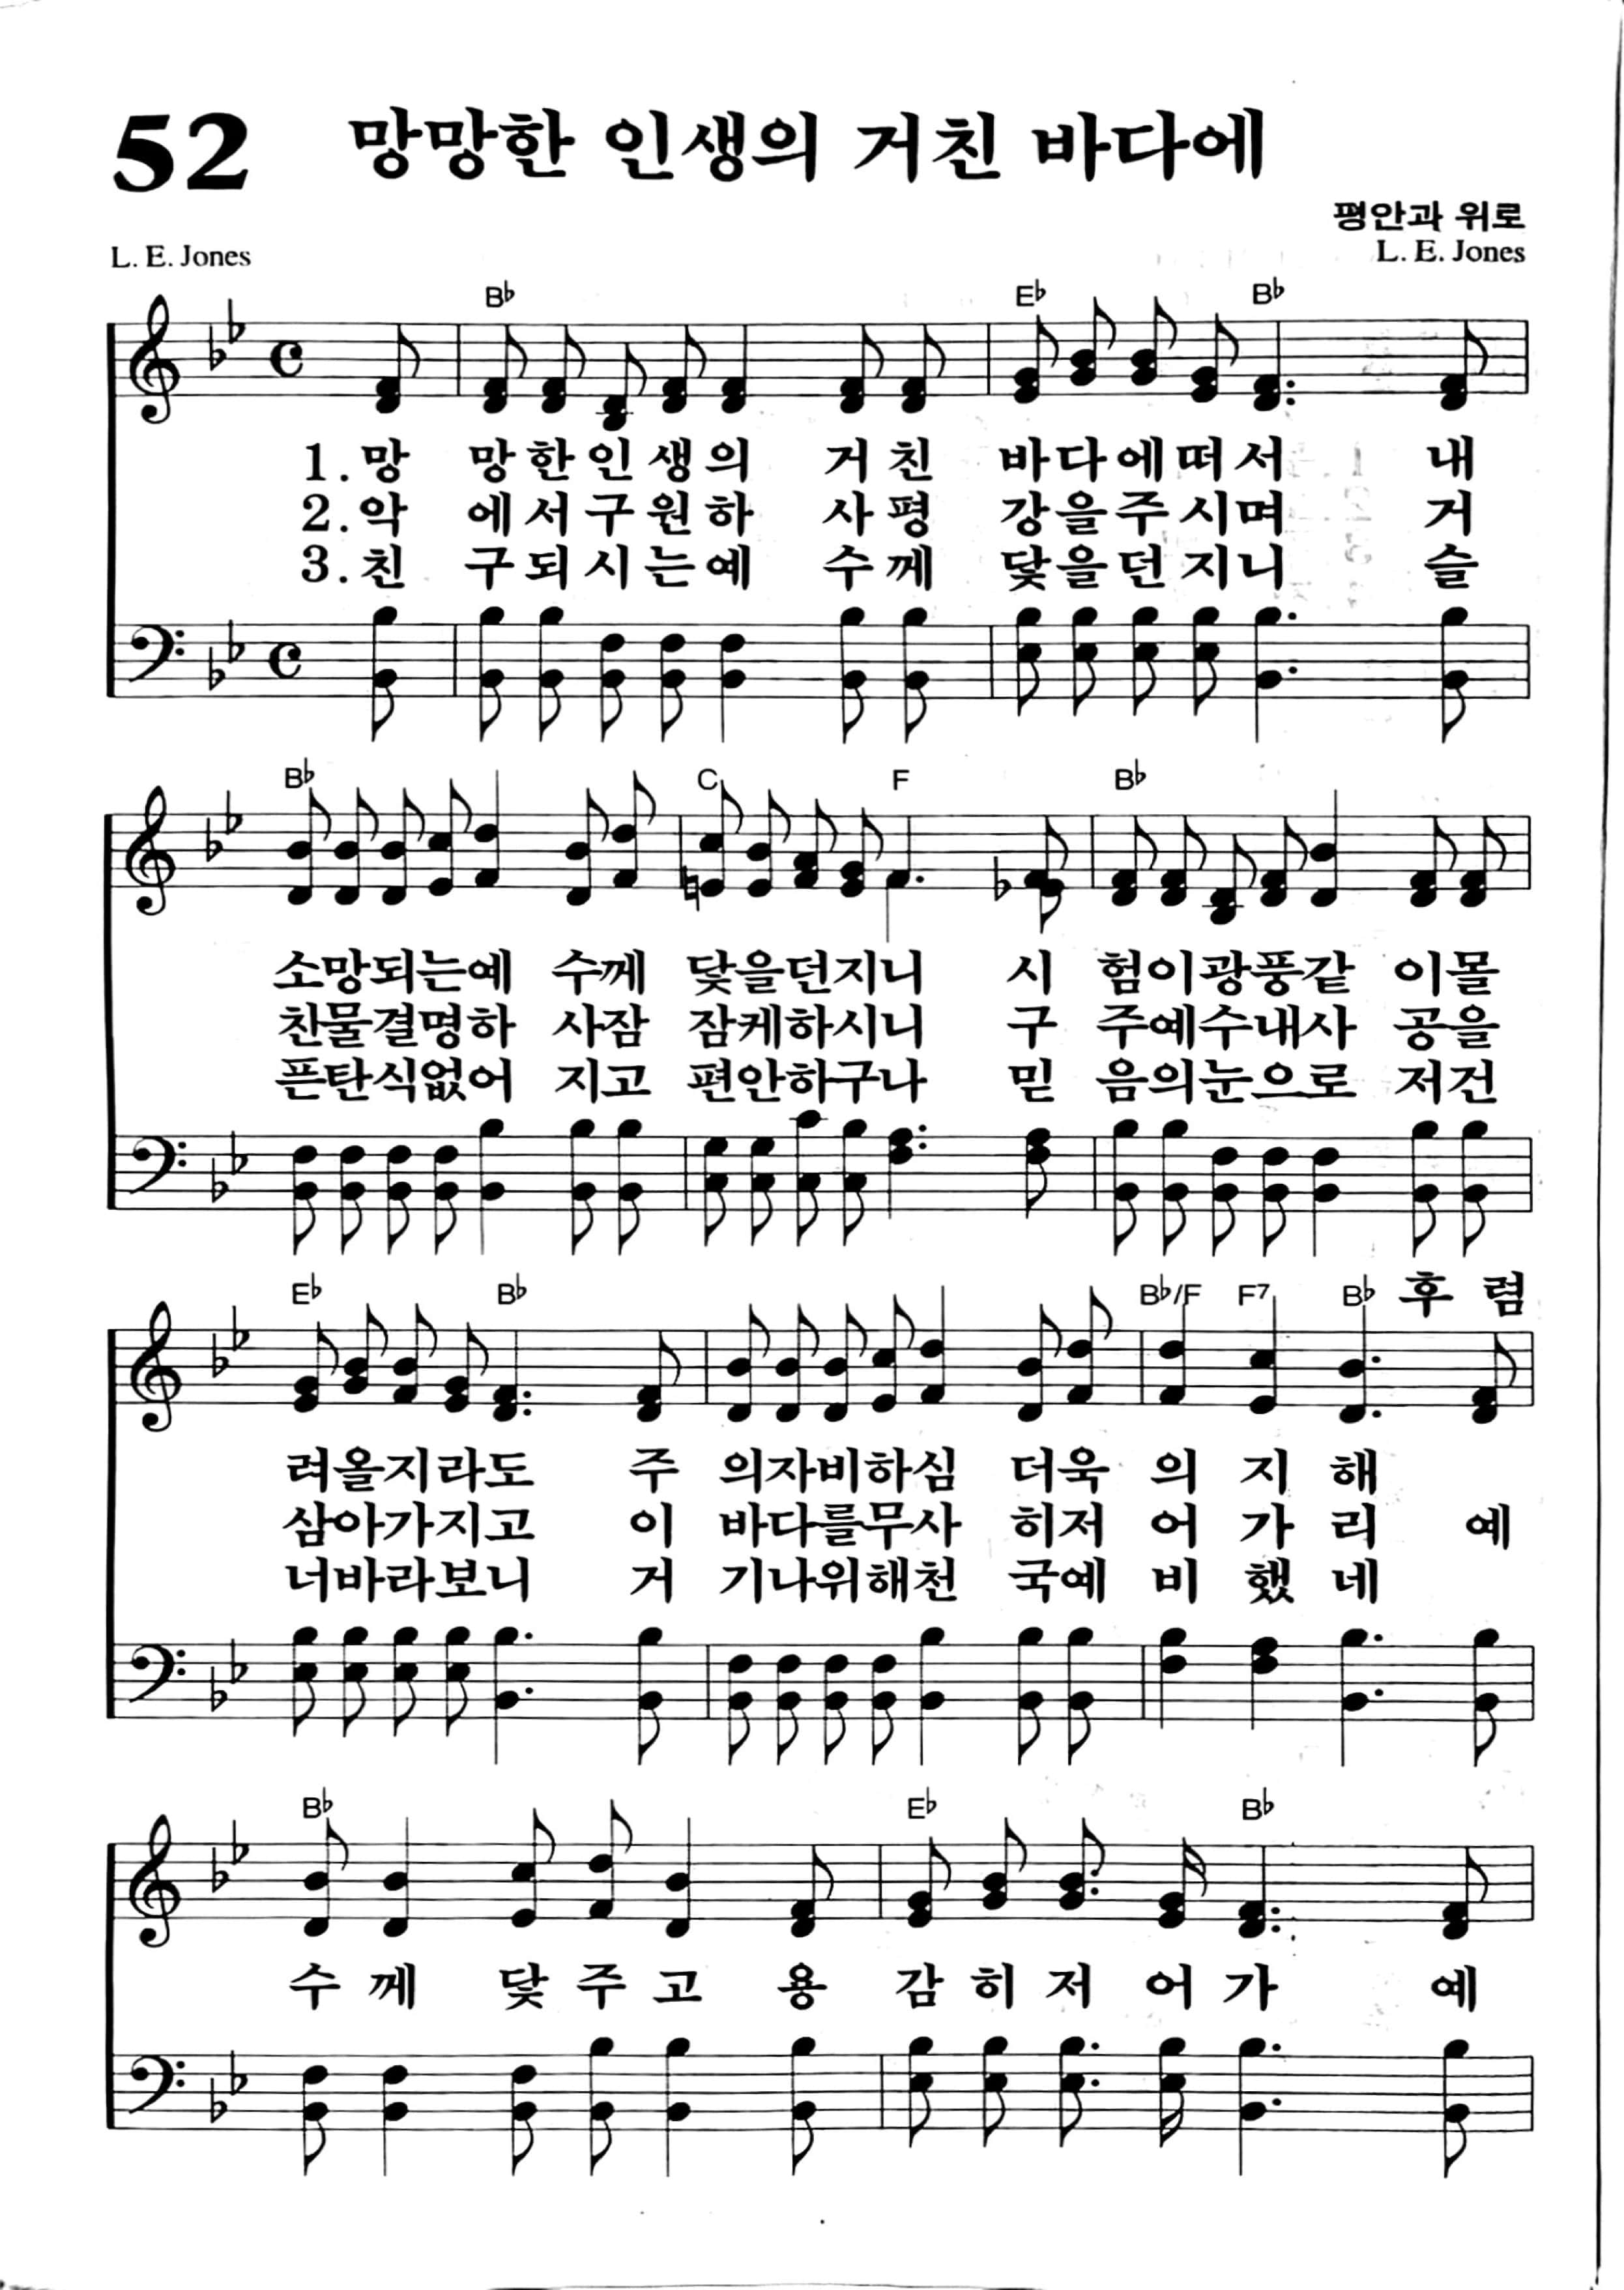 52 망망한 인생의 거친 바다에
평안과 위로
L. E. Jones L. E. Jones
B♭ E♭ B♭
1.망 망한인생의 거친 바다에떠서 내
2.악 에서구원하 사평 강을주시며 거
3.친 구되시는예 수께 닻을던지니 슬
B♭ C F B♭
소망되는예 수께 닻을던지니 시 험이광풍같 이몰
찬물결명하 사잠 잠케하시니 구 주예수내사 공을
픈탄식없어 지고 편안하구나 믿 음의눈으로 저건
E♭ B♭ B♭/F F7 B♭ 후 렴
려올지라도 주 의자비하심 더욱 의 지 해
삼아가지고 이 바다를무사 히저 어 가 리 예
너바라보니 거 기나위해천 국예 비 했 네
B♭ E♭ B♭
수 께 닻 주 고 용 감 히 저 어 가 예